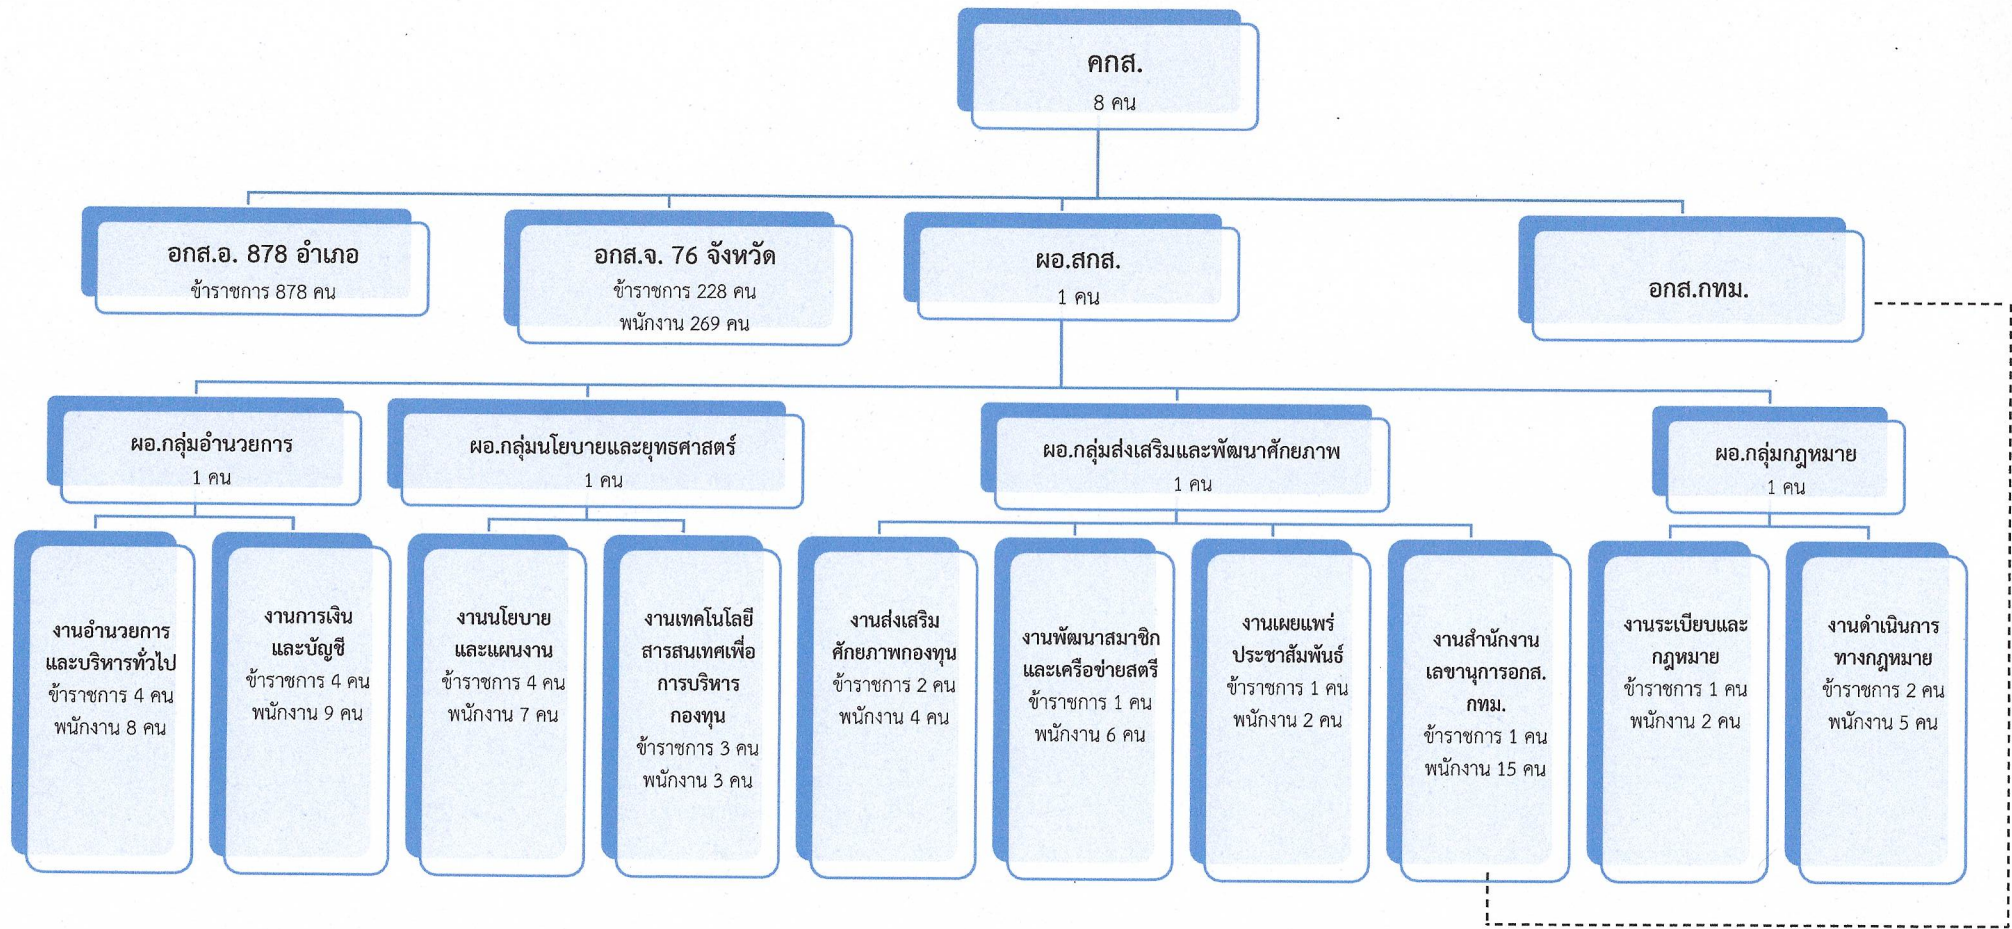 คกส.
8 คน
อกส.อ. 878 อำเภอ
ข้าราชการ 878 คน
อกส.จ. 76 จังหวัด
ข้าราชการ 228 คน
พนักงาน 269 คน
ผอ.สกส.
1 คน
อกส.กทม.
ผอ.กลุ่มอำนวยการ
1 คน
ผอ.กลุ่มนโยบายและยุทธศาสตร์
1 คน
ผอ.กลุ่มส่งเสริมและพัฒนาศักยภาพ
1 คน
ผอ.กลุ่มกฎหมาย
1 คน
งานอำนวยการ
และบริหารทั่วไป
ข้าราชการ 4 คน
พนักงาน 8 คน
งานการเงิน
และบัญชี
ข้าราชการ 4 คน
พนักงาน 9 คน
งานนโยบาย
และแผนงาน
ข้าราชการ 4 คน
พนักงาน 7 คน
งานเทคโนโลยี
สารสนเทศเพื่อ
การบริหาร
กองทุน
ข้าราชการ 3 คน
พนักงาน 3 คน
งานส่งเสริม
ศักยภาพกองทุน
ข้าราชการ 2 คน
พนักงาน 4 คน
งานพัฒนาสมาชิก
และเครือข่ายสตรี
ข้าราชการ 1 คน
พนักงาน 6 คน
งานเผยแพร่
ประชาสัมพันธ์
ข้าราชการ 1 คน
พนักงาน 2 คน
งานสำนักงาน
เลขานุการอกส.
กทม.
ข้าราชการ 1 คน
พนักงาน 15 คน
งานระเบียบและ
กฎหมาย
ข้าราชการ 1 คน
พนักงาน 2 คน
งานดำเนินการ
ทางกฎหมาย
ข้าราชการ 2 คน
พนักงาน 5 คน